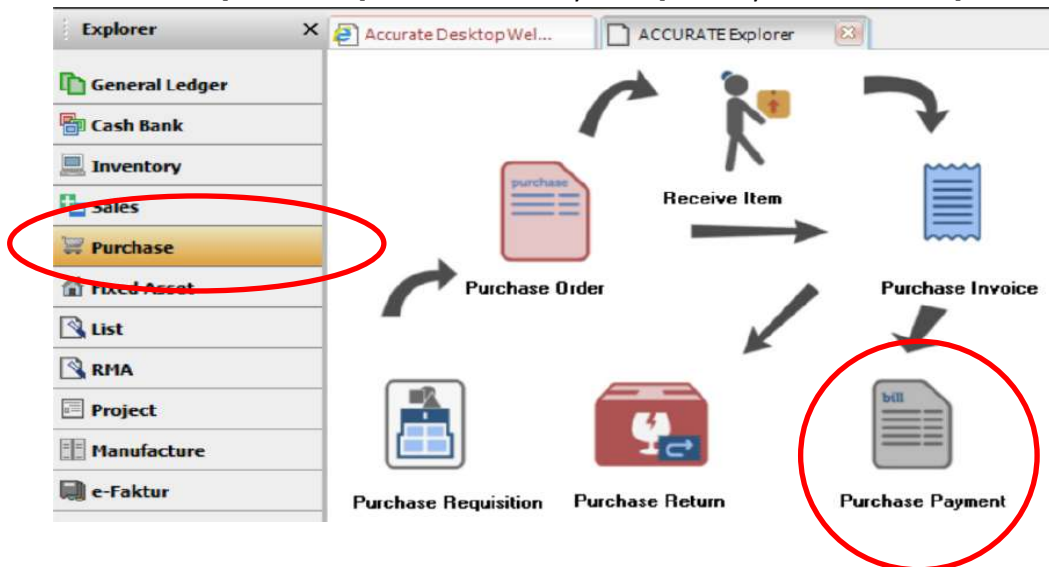 Explorer
Accurate Desktop Wel...
ACCURATE Explorer
General Ledger
Cash Bank
Inventory
Sales
Purchase
Fixed Asset
List
RMA
Project
Manufacture
e-Faktur
purchase
Receive Item
Purchase Order
Purchase Invoice
bill
Purchase Requisition
Purchase Return
Purchase Payment